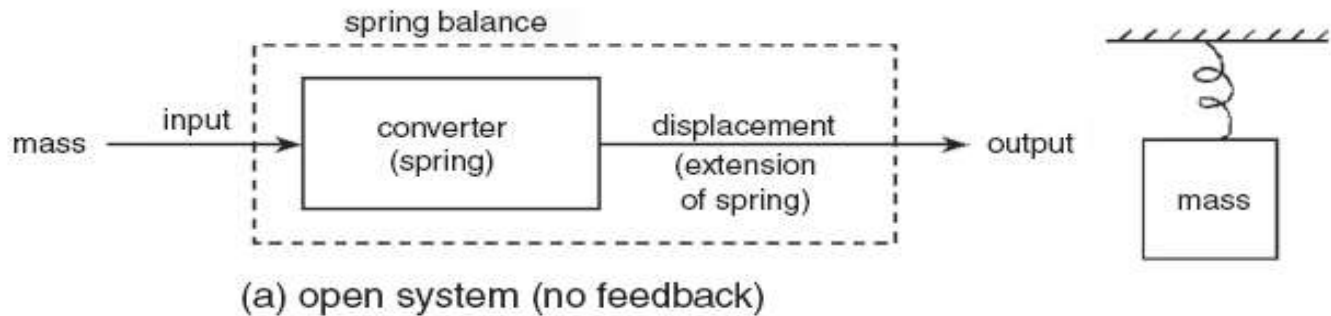 spring balance
mass
input
converter
(spring)
displacement
(extension
of spring)
output
mass
(a) open system (no feedback)